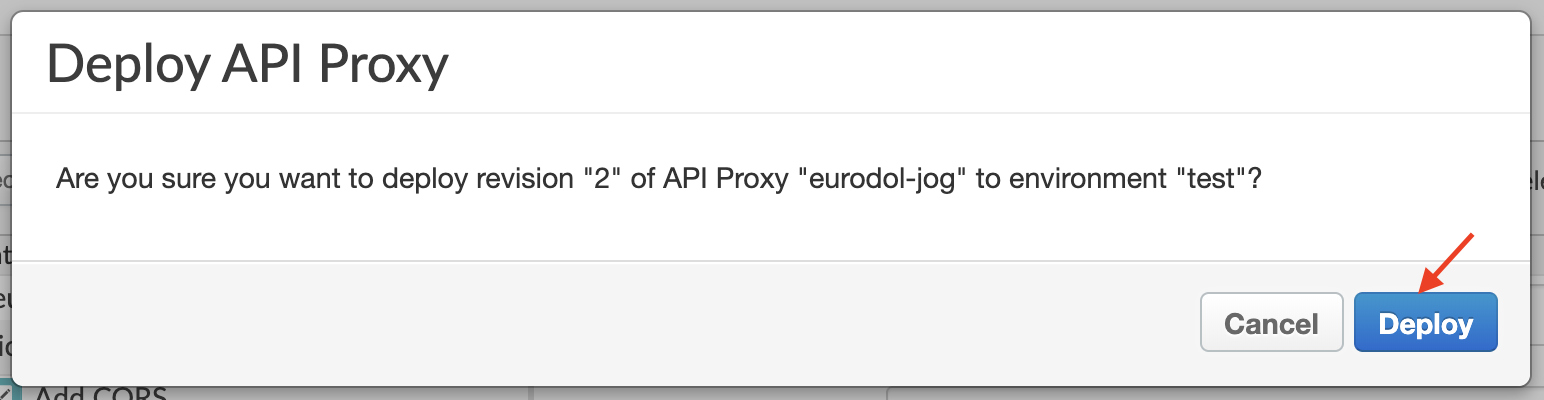 Deploy API Proxy
Are you sure you want to deploy revision "2" of API Proxy "eurodol-jog" to environment "test"?
Cancel
Deploy
Add CORS